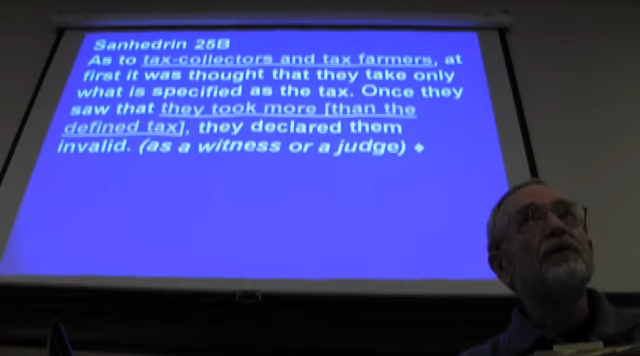 Sanhedrin 25B
As to tax-collectors and tax farmers, at
first it was thought that they take only
what is specified as the tax. Once they
saw that they took more [than the
defined tax], they declared them
invalid. (as a witness or a judge) ♦